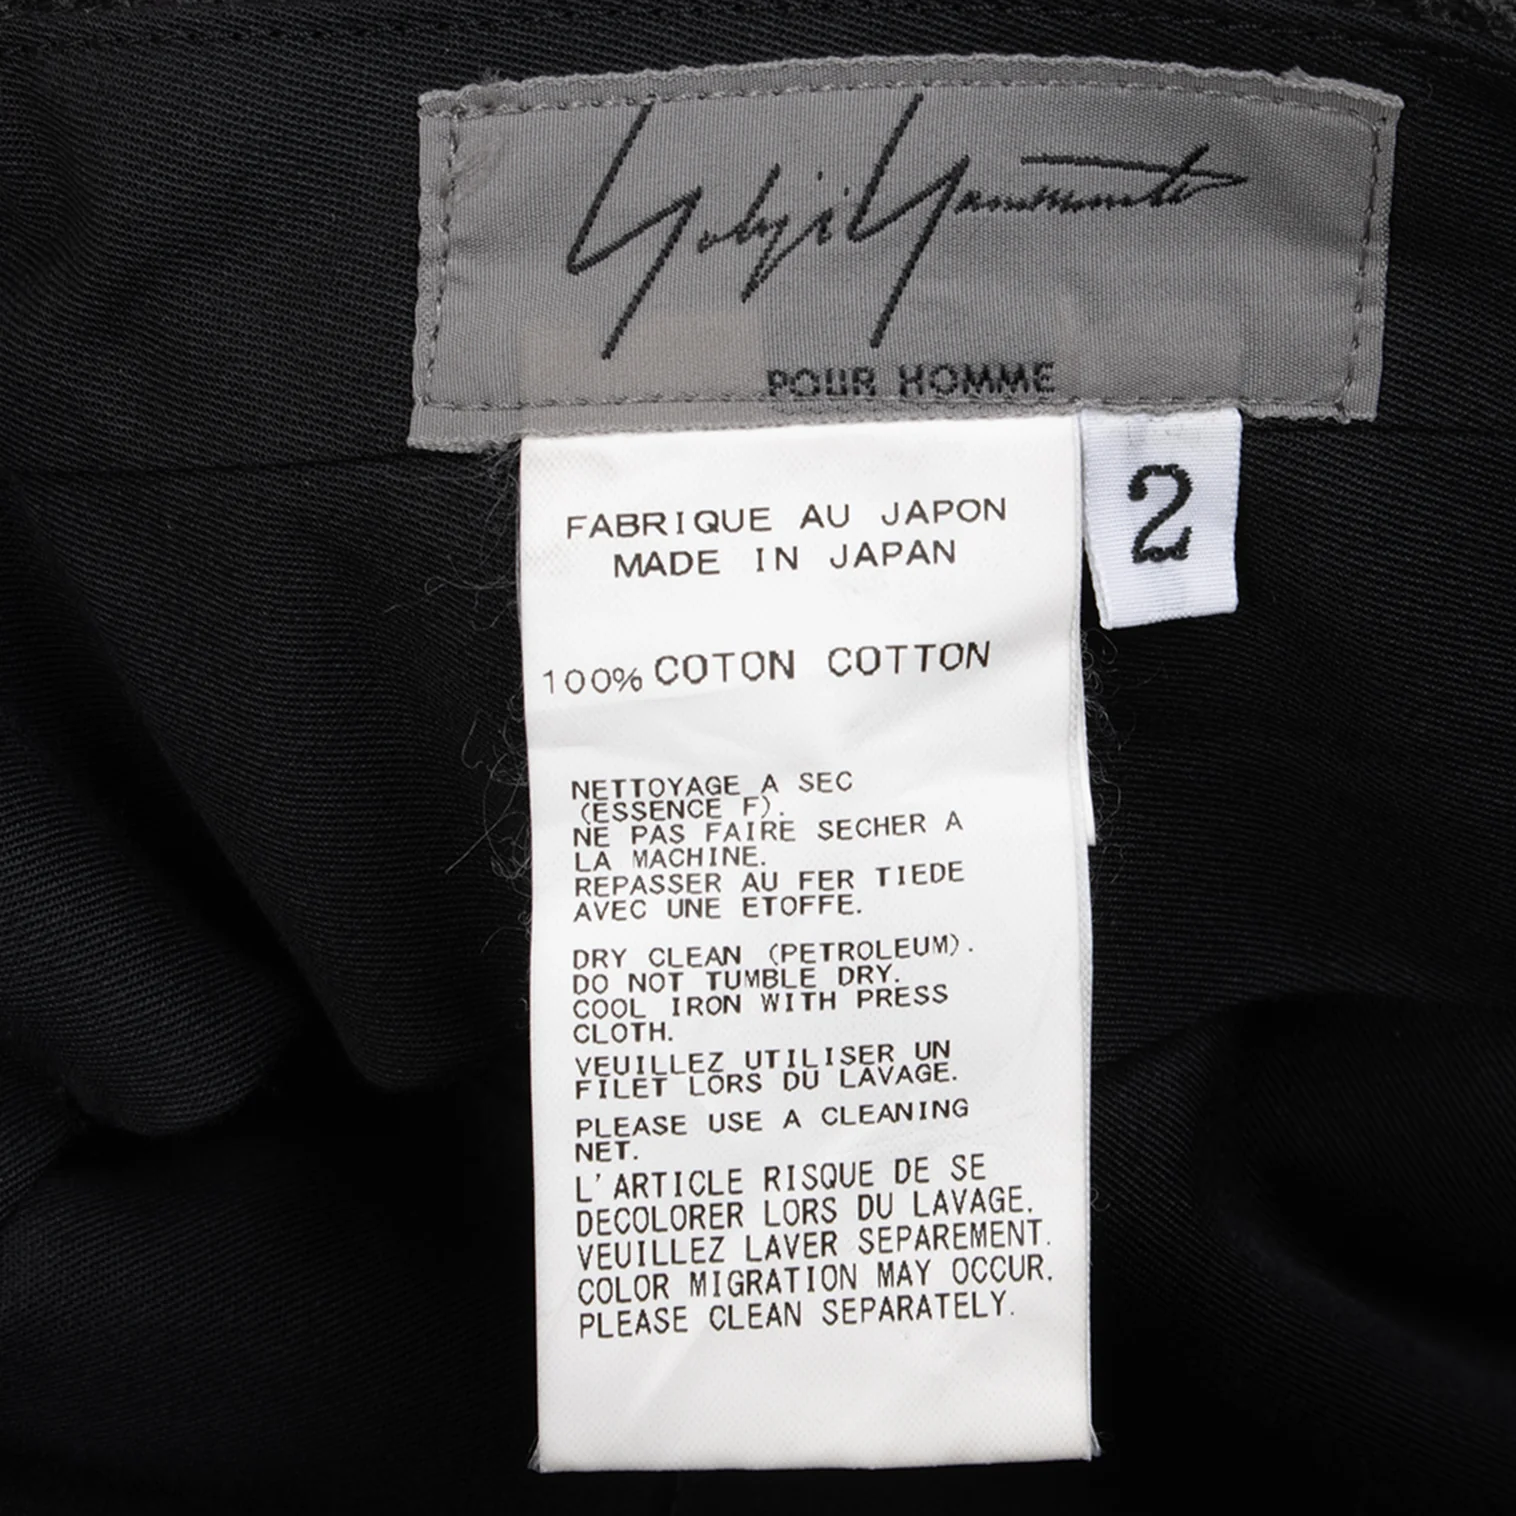 Yohji Yamamoto
POUR HOMME
2
FABRIQUE AU JAPON
MADE IN JAPAN
100% COTON COTTON
NETTOYAGE A SEC
(ESSENCE F).
NE PAS FAIRE SECHER A
LA MACHINE.
REPASSER AU FER TIEDE
AVEC UNE ETOFFE.
DRY CLEAN (PETROLEUM).
DO NOT TUMBLE DRY.
COOL IRON WITH PRESS
CLOTH.
VEUILLEZ UTILISER UN
FILET LORS DU LAVAGE.
PLEASE USE A CLEANING
NET.
L'ARTICLE RISQUE DE SE
DECOLORER LORS DU LAVAGE.
VEUILLEZ LAVER SEPAREMENT.
COLOR MIGRATION MAY OCCUR.
PLEASE CLEAN SEPARATELY.